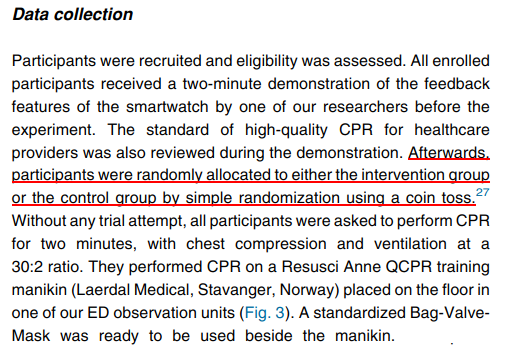 Data collection
Participants were recruited and eligibility was assessed. All enrolled
participants received a two-minute demonstration of the feedback
features of the smartwatch by one of our researchers before the
experiment. The standard of high-quality CPR for healthcare
providers was also reviewed during the demonstration. Afterwards,
participants were randomly allocated to either the intervention group
or the control group by simple randomization using a coin toss.27
Without any trial attempt, all participants were asked to perform CPR
for two minutes, with chest compression and ventilation at a
30:2 ratio. They performed CPR on a Resusci Anne QCPR training
manikin (Laerdal Medical, Stavanger, Norway) placed on the floor in
one of our ED observation units (Fig. 3). A standardized Bag-Valve-
Mask was ready to be used beside the manikin.